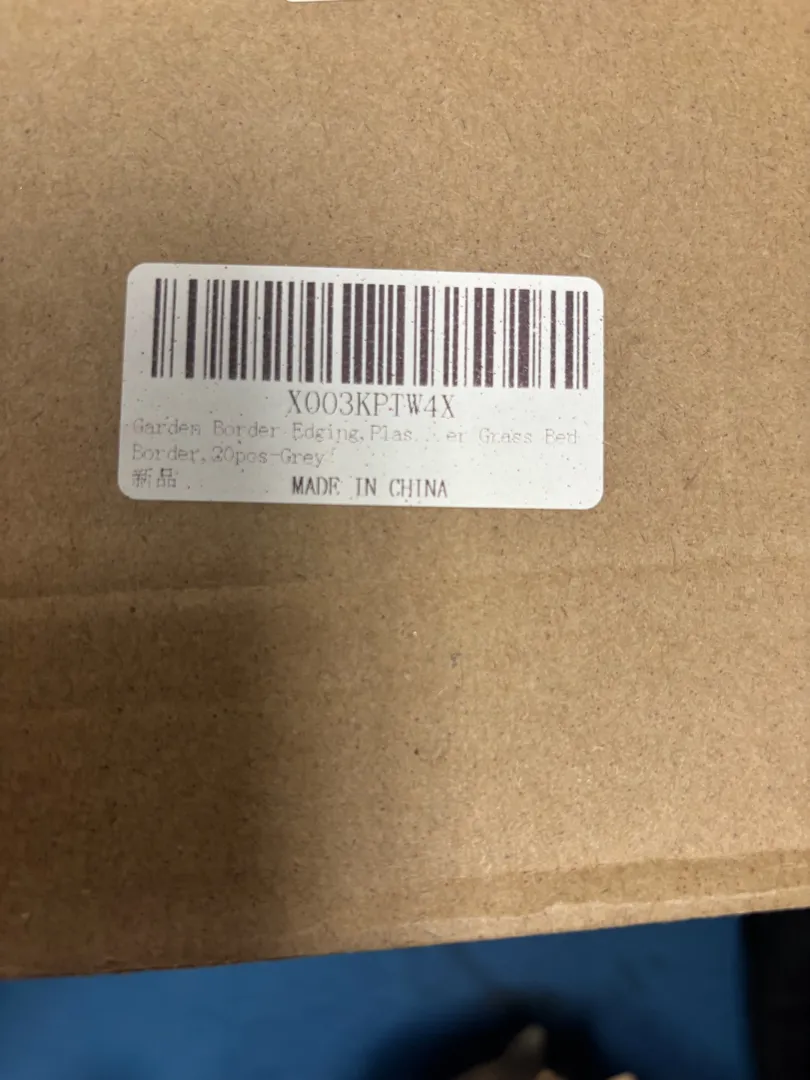 X003KPTW4X
Garden Border Edging,Plas...er Grass Bed
Border,20pcs-Grey
新品
MADE IN CHINA